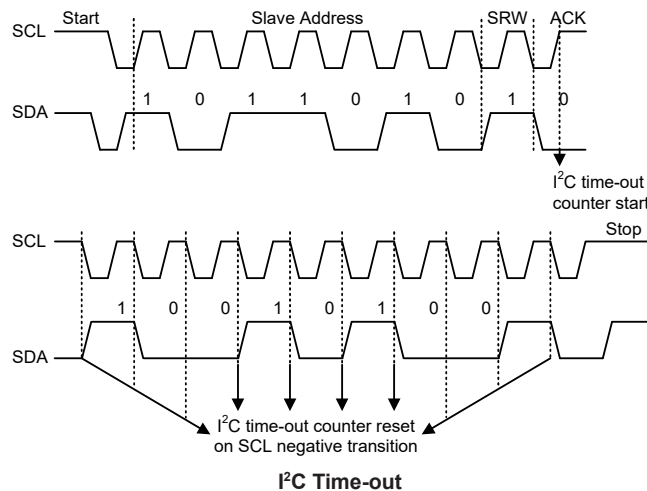 Start Slave Address SRW ACK
SCL
1 0 1 1 0 1 0 1 0
SDA
I²C time-out
counter start
Stop
SCL
1 0 0 1 0 1 0 0
SDA
I²C time-out counter reset
on SCL negative transition
I²C Time-out